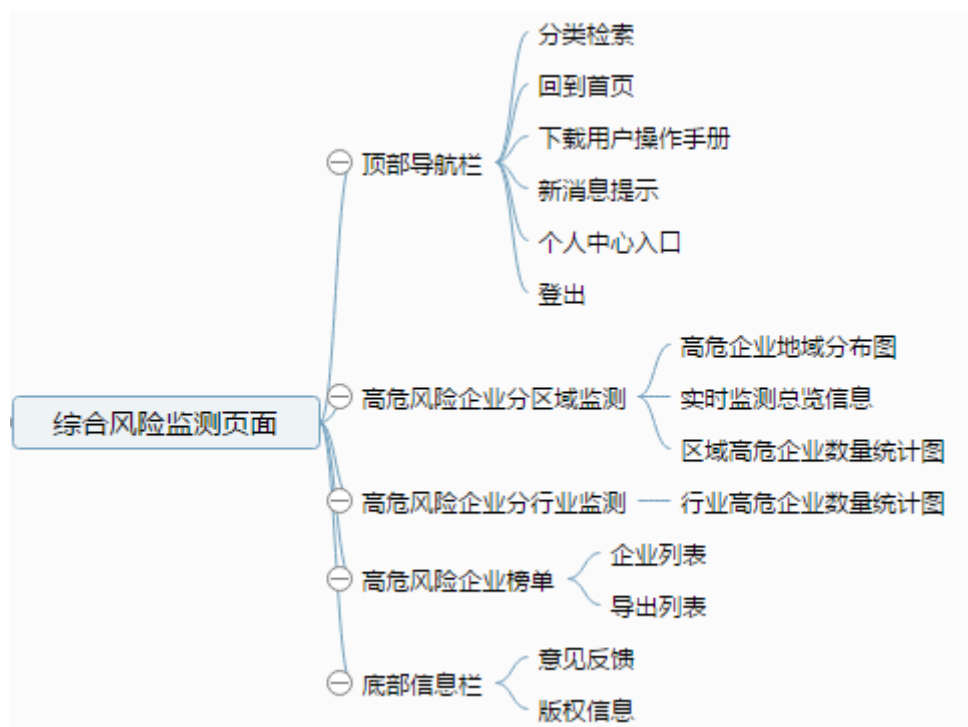 综合风险监测页面
顶部导航栏
分类检索
回到首页
下载用户操作手册
新消息提示
个人中心入口
登出
高危风险企业分区域监测
高危企业地域分布图
实时监测总览信息
区域高危企业数量统计图
高危风险企业分行业监测
行业高危企业数量统计图
高危风险企业榜单
企业列表
导出列表
底部信息栏
意见反馈
版权信息